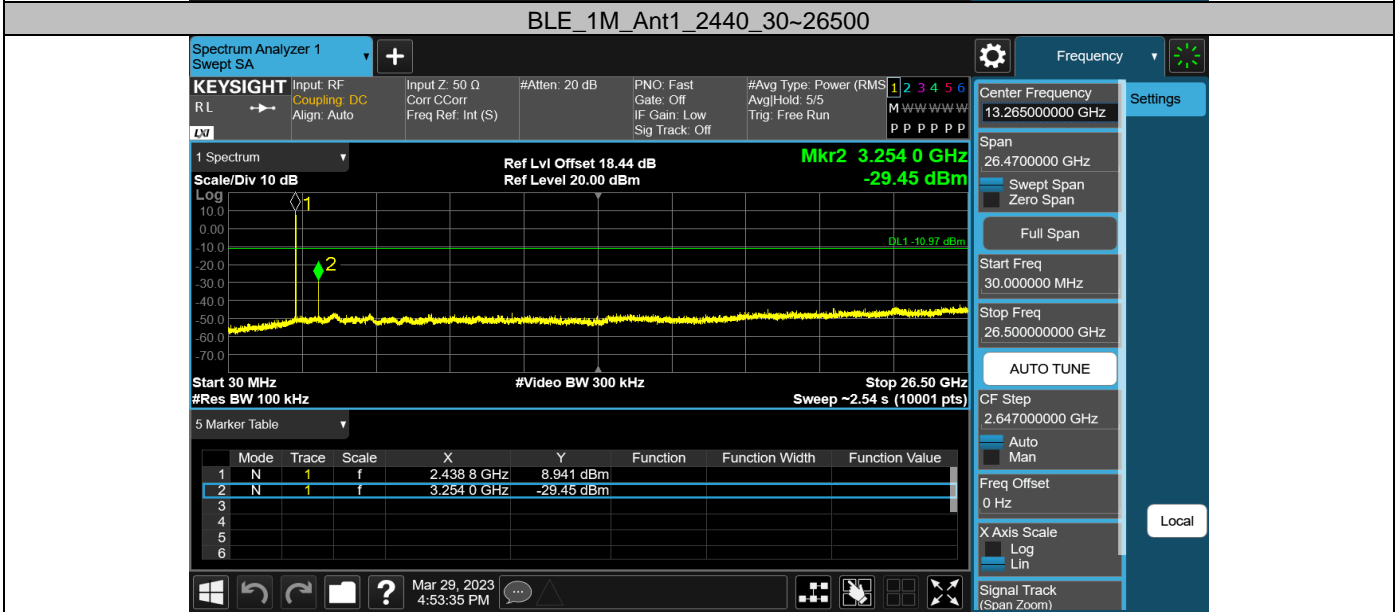 BLE_1M_Ant1_2440_30~26500
Spectrum Analyzer 1
Swept SA
Frequency
KEYSIGHT
R L
LXI
Input: RF
Coupling: DC
Align: Auto
Input Z: 50 Ω
Corr CCorr
Freq Ref: Int (S)
#Atten: 20 dB
PNO: Fast
Gate: Off
IF Gain: Low
Sig Track: Off
#Avg Type: Power (RMS
Avg|Hold: 5/5
Trig: Free Run
1 2 3 4 5 6
M W W W W W
P P P P P P
1 Spectrum
Scale/Div 10 dB
Ref Lvl Offset 18.44 dB
Ref Level 20.00 dBm
Mkr2 3.254 0 GHz
-29.45 dBm
Log
10.0
0.00
-10.0
-20.0
-30.0
-40.0
-50.0
-60.0
-70.0
1
2
DL1 -10.97 dBm
Start 30 MHz
#Video BW 300 kHz
Stop 26.50 GHz
#Res BW 100 kHz
Sweep ~2.54 s (10001 pts)
5 Marker Table
Mode Trace Scale X Y Function Function Width Function Value
1 N 1 f 2.438 8 GHz 8.941 dBm
2 N 1 f 3.254 0 GHz -29.45 dBm
3
4
5
6
Mar 29, 2023
4:53:35 PM
Center Frequency
13.265000000 GHz
Settings
Span
26.4700000 GHz
Swept Span
Zero Span
Full Span
Start Freq
30.000000 MHz
Stop Freq
26.500000000 GHz
AUTO TUNE
CF Step
2.647000000 GHz
Auto
Man
Freq Offset
0 Hz
Local
X Axis Scale
Log
Lin
Signal Track
(Span Zoom)